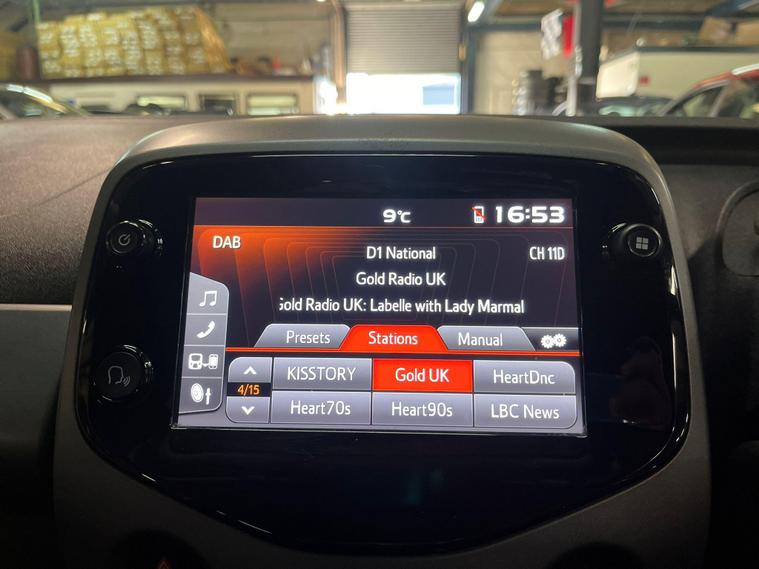 9°C 16:53
DAB
D1 National CH 11D
Gold Radio UK
Gold Radio UK: Labelle with Lady Marmal
Presets Stations Manual
KISSTORY Gold UK HeartDnc
4/15
Heart70s Heart90s LBC News